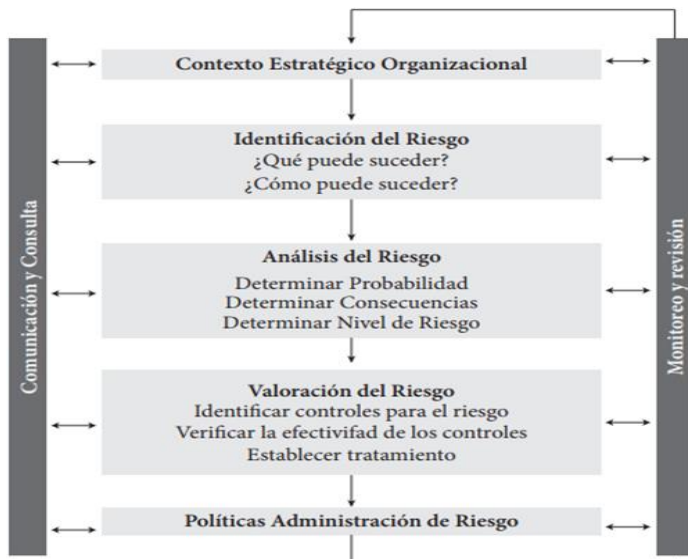 Contexto Estratégico Organizacional
Identificación del Riesgo
¿Qué puede suceder?
¿Cómo puede suceder?
Análisis del Riesgo
Determinar Probabilidad
Determinar Consecuencias
Determinar Nivel de Riesgo
Valoración del Riesgo
Identificar controles para el riesgo
Verificar la efectivifad de los controles
Establecer tratamiento
Políticas Administración de Riesgo
Comunicación y Consulta
Monitoreo y revisión